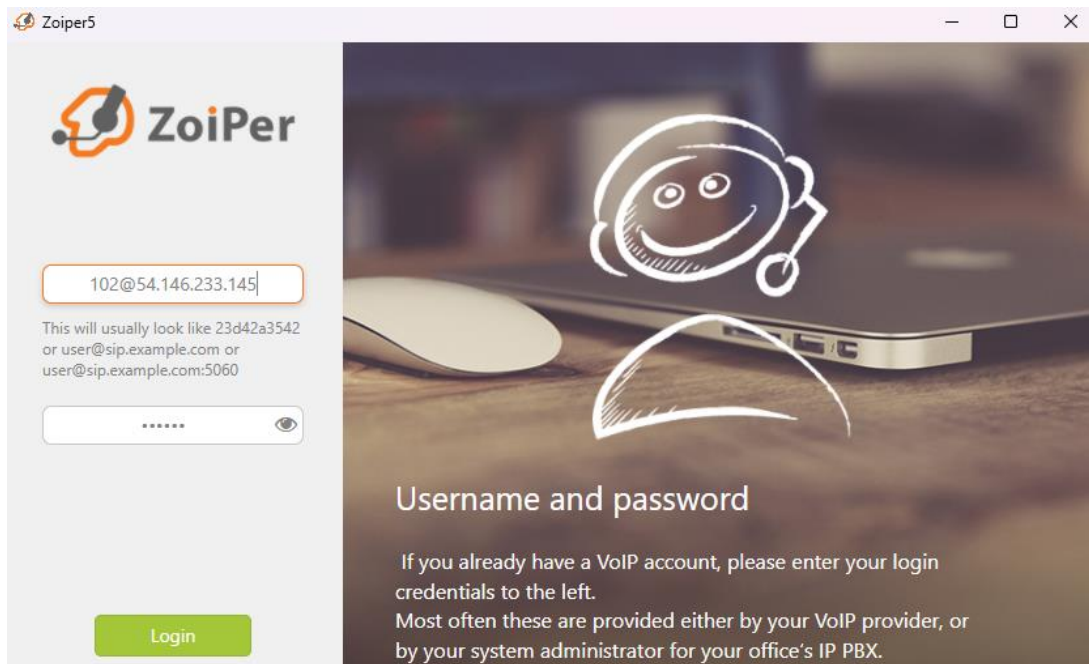 Zoiper5
ZoiPer
102@54.146.233.145
This will usually look like 23d42a3542
or user@sip.example.com or
user@sip.example.com:5060
••••••
Login
Username and password
If you already have a VoIP account, please enter your login
credentials to the left.
Most often these are provided either by your VoIP provider, or
by your system administrator for your office's IP PBX.